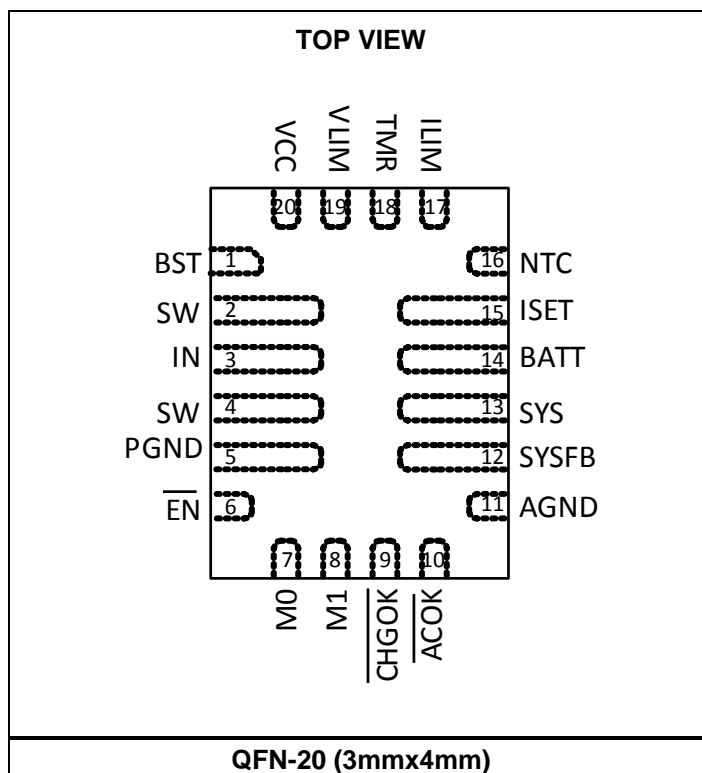 TOP VIEW
VCC
V LIM
TMR
ILIM
20
19
18
17
BST 1
16 NTC
SW 2
15 ISET
IN 3
14 BATT
SW 4
13 SYS
PGND 5
12 SYSFB
EN 6
11 AGND
7
8
9
10
M0
M1
CHGOK
ACOK
QFN-20 (3mmx4mm)